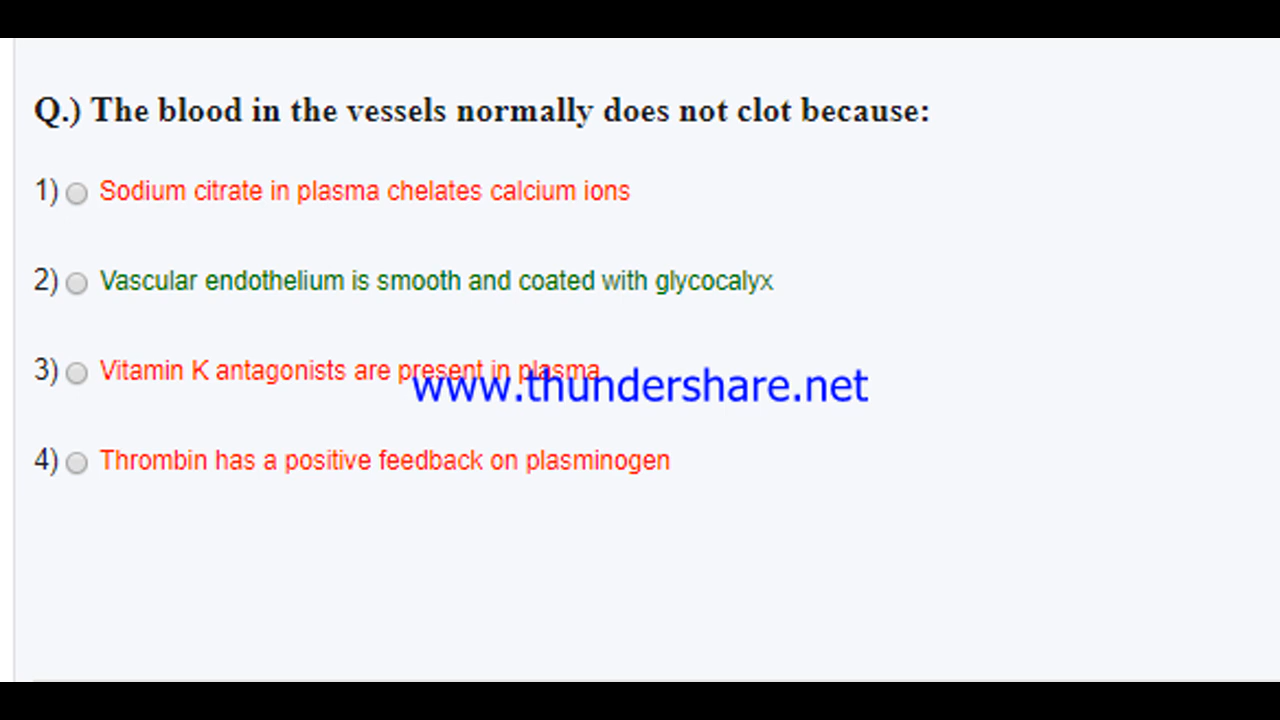 Q.) The blood in the vessels normally does not clot because:
1) Sodium citrate in plasma chelates calcium ions
2) Vascular endothelium is smooth and coated with glycocalyx
3) Vitamin K antagonists are present in plasma
www.thundershare.net
4) Thrombin has a positive feedback on plasminogen